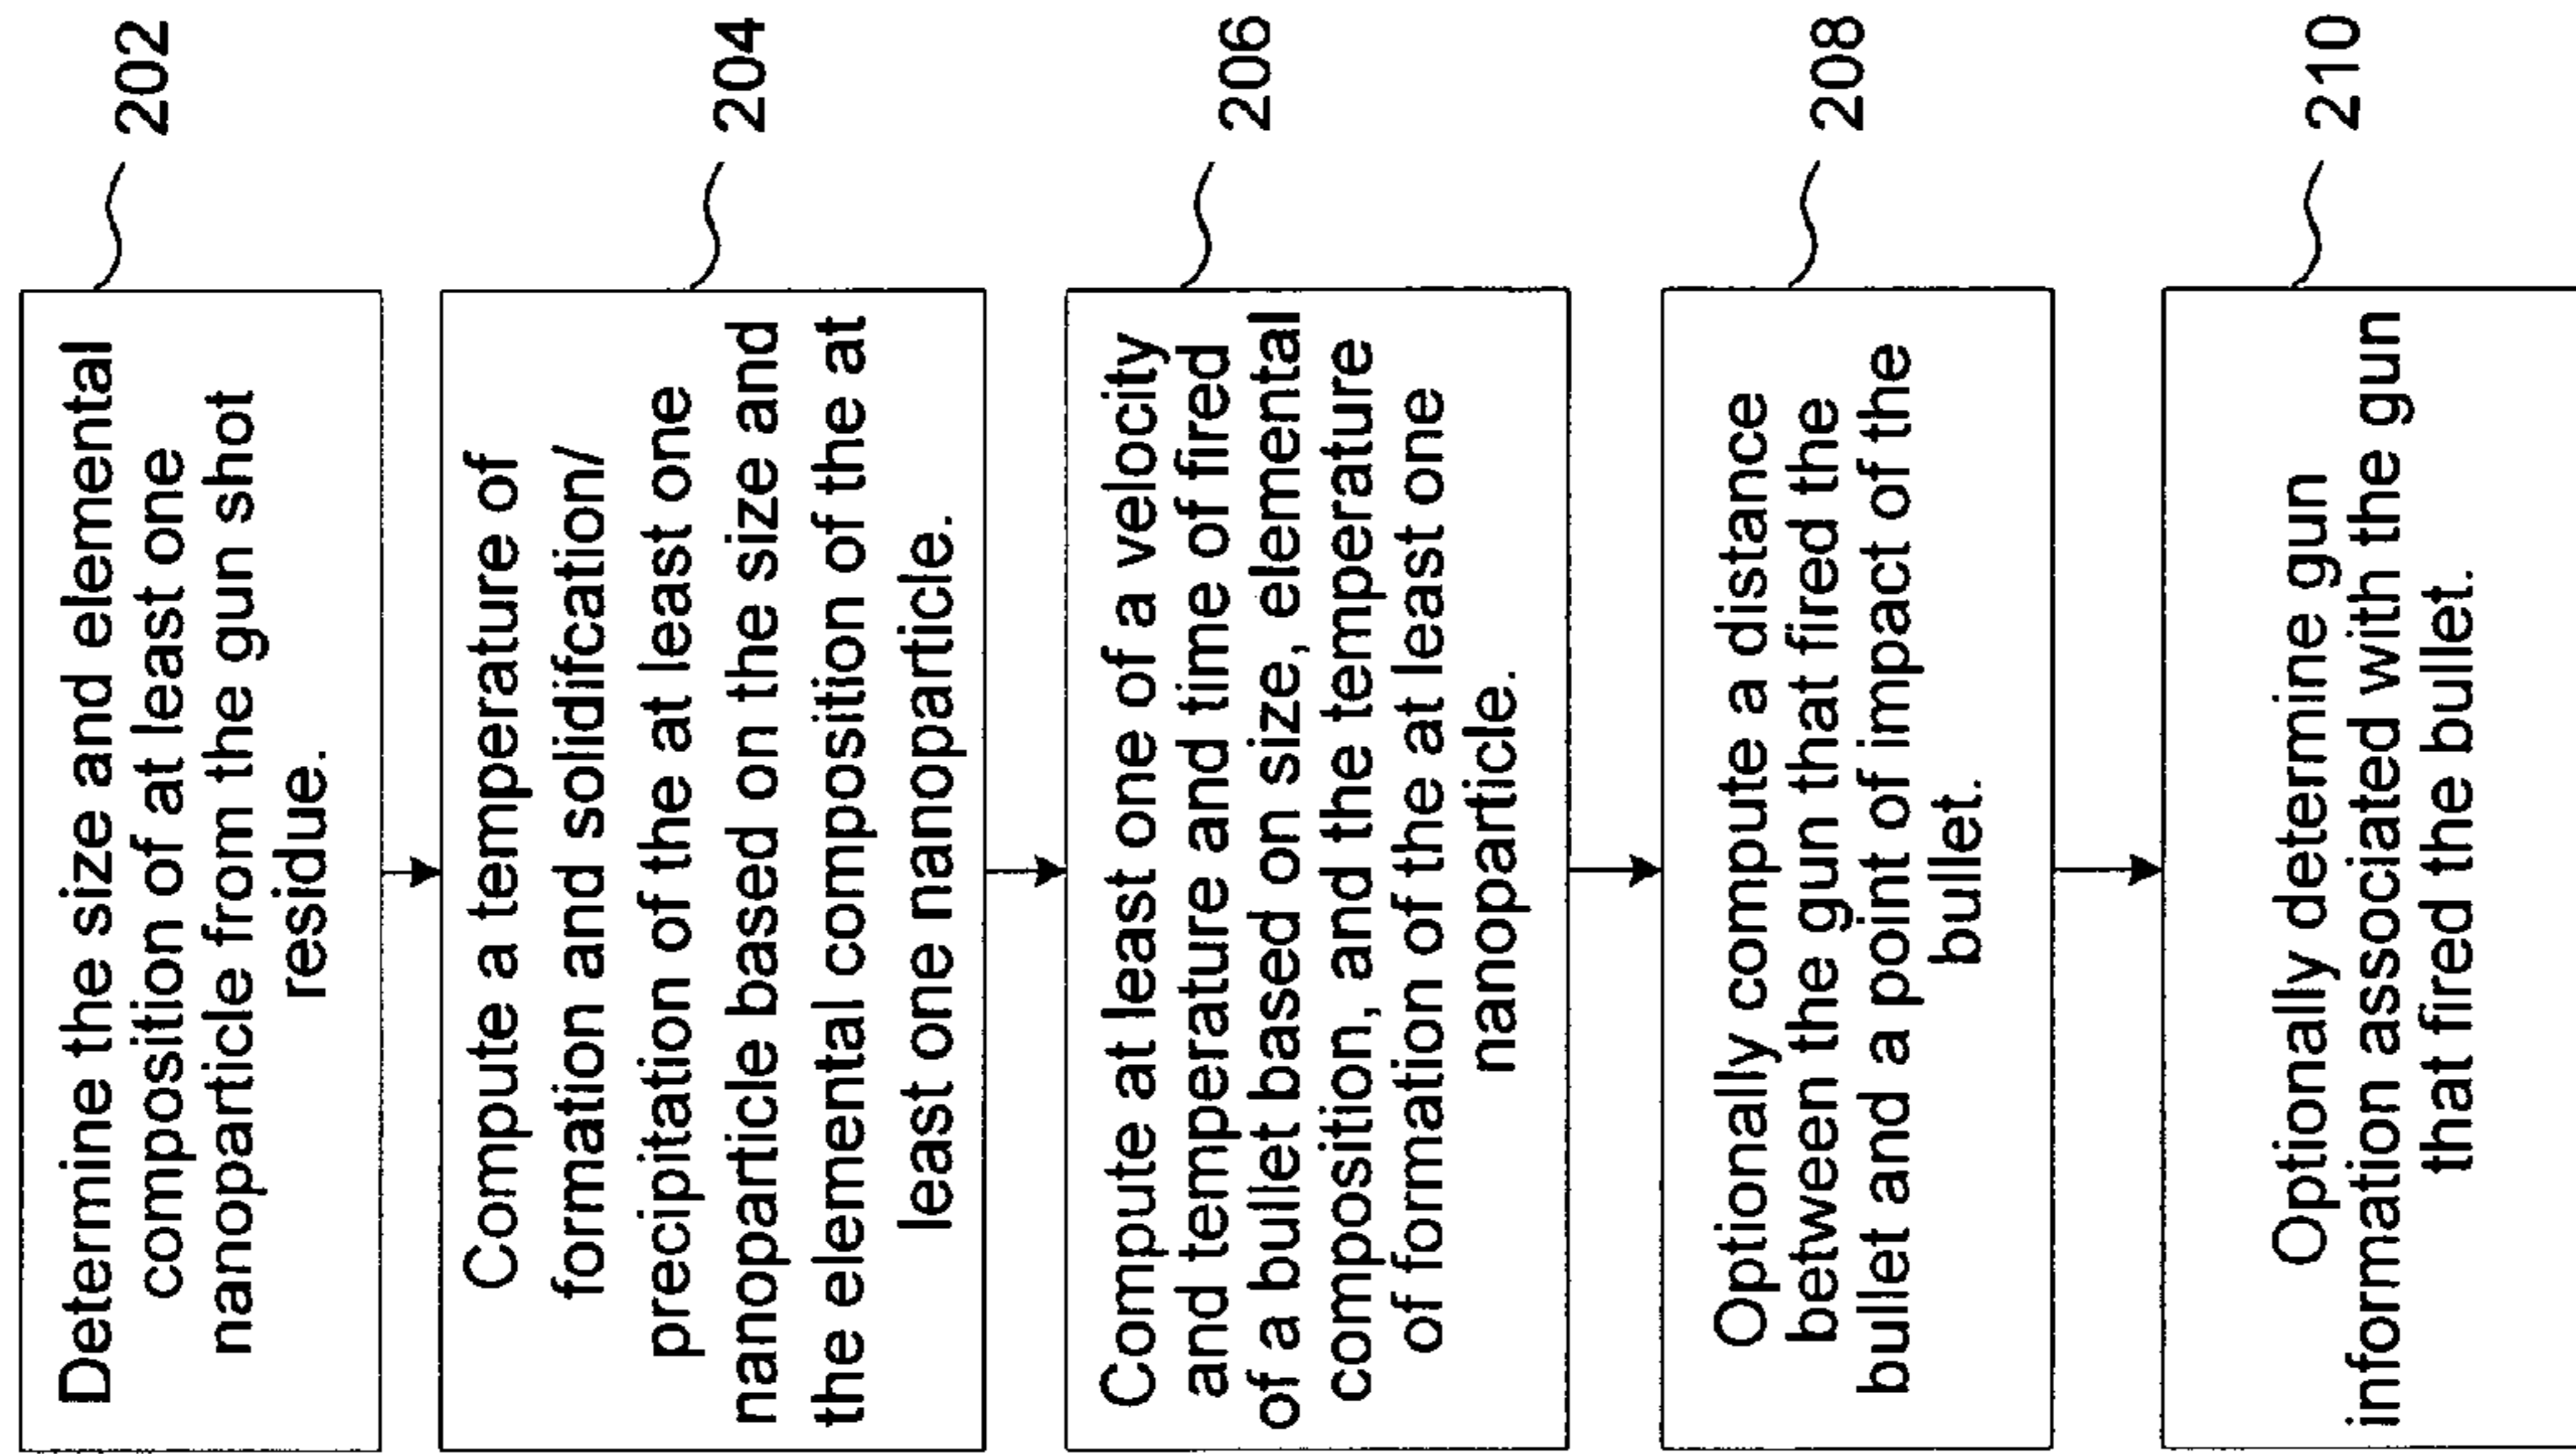 Determine the size and elemental
composition of at least one
nanoparticle from the gun shot
residue.
202
Compute a temperature of
formation and solidifcation/
precipitation of the at least one
nanoparticle based on the size and
the elemental composition of the at
least one nanoparticle.
204
Compute at least one of a velocity
and temperature and time of fired
of a bullet based on size, elemental
composition, and the temperature
of formation of the at least one
nanoparticle.
206
Optionally compute a distance
between the gun that fired the
bullet and a point of impact of the
bullet.
208
Optionally determine gun
information associated with the gun
that fired the bullet.
210